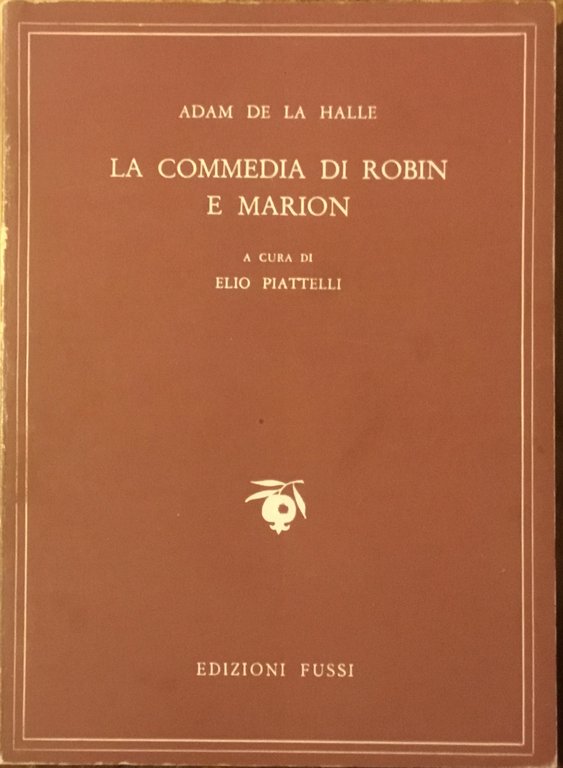 ADAM DE LA HALLE
LA COMMEDIA DI ROBIN
E MARION
A CURA DI
ELIO PIATTELLI
EDIZIONI FUSSI